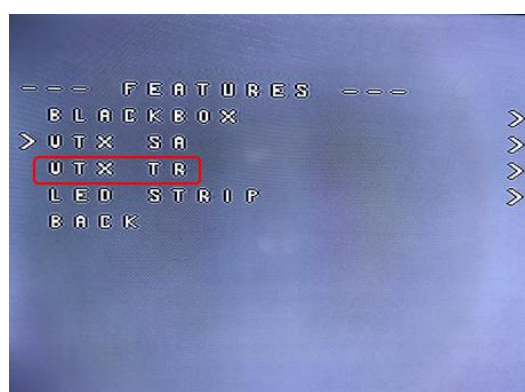 --- FEATURES ---
BLACKBOX >
> VTX SA >
VTX TR >
LED STRIP >
BACK